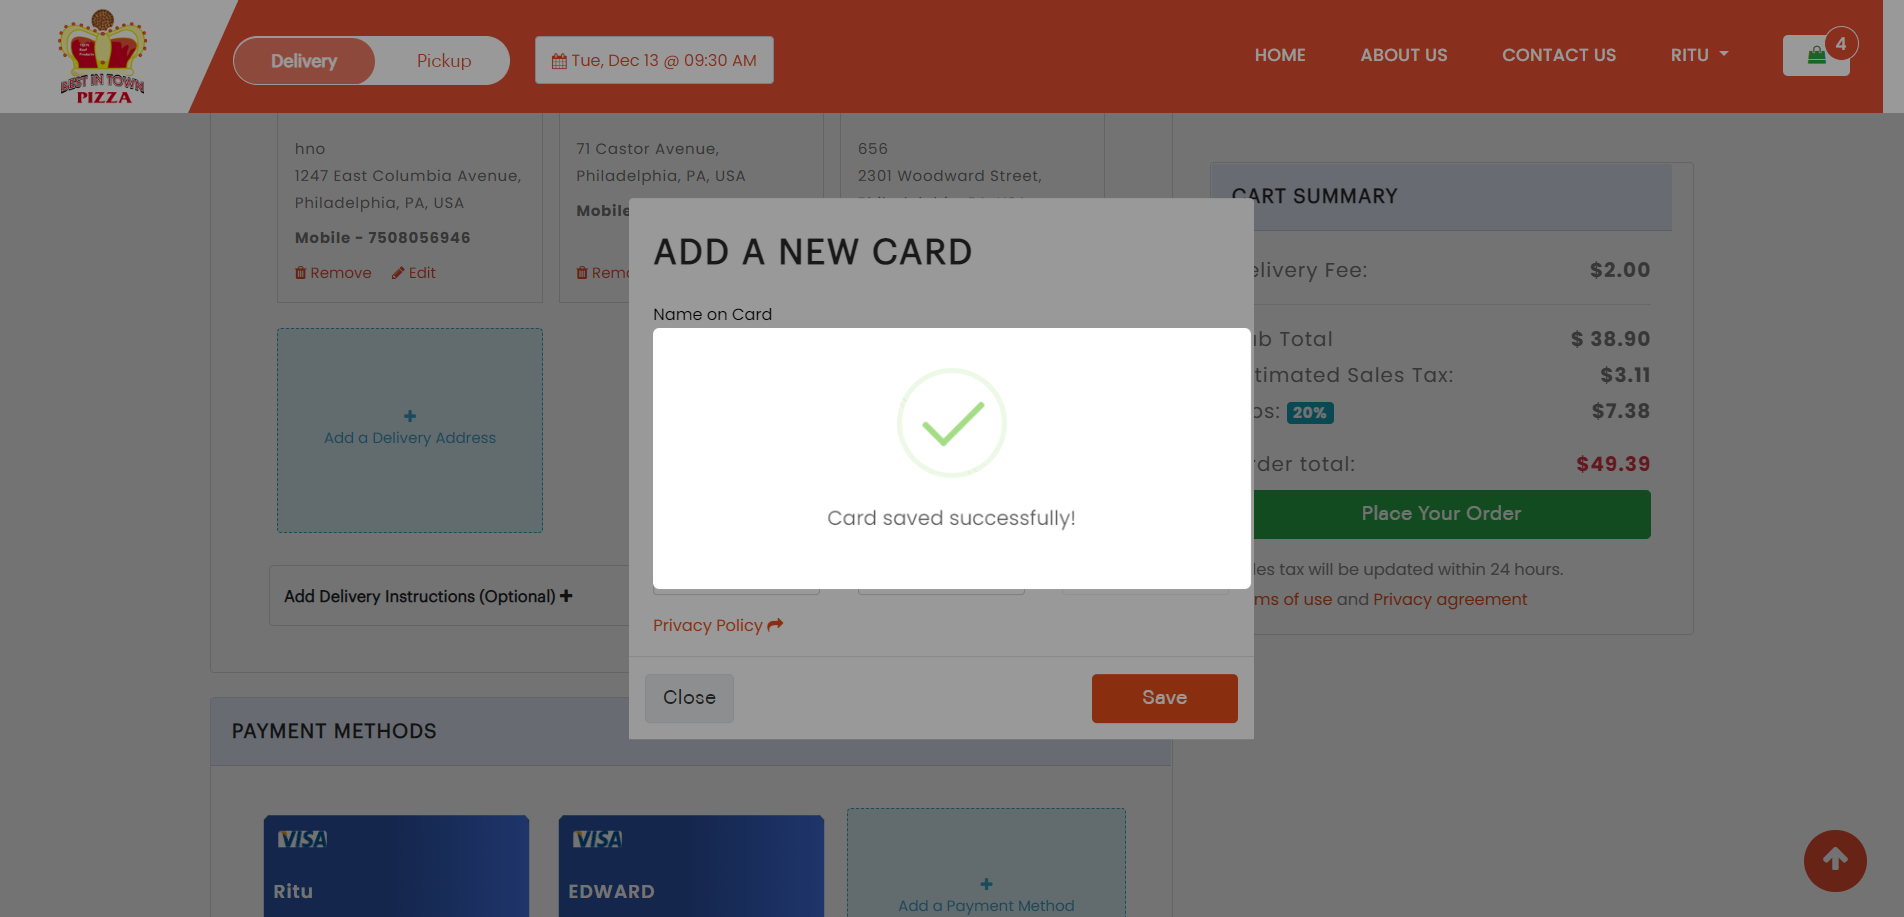 BEST IN TOWN
PIZZA
Delivery
Pickup
Tue, Dec 13 @ 09:30 AM
HOME
ABOUT US
CONTACT US
RITU
4
hno
1247 East Columbia Avenue,
Philadelphia, PA, USA
Mobile - 7508056946
Remove
Edit
71 Castor Avenue,
Philadelphia, PA, USA
Mobile
Remo
656
2301 Woodward Street,
Add a Delivery Address
Add Delivery Instructions (Optional)
ADD A NEW CARD
Name on Card
Card saved successfully!
Privacy Policy
Close
Save
CART SUMMARY
elivery Fee:
$2.00
b Total
$ 38.90
timated Sales Tax:
$3.11
ps: 20%
$7.38
der total:
$49.39
Place Your Order
les tax will be updated within 24 hours.
ms of use and Privacy agreement
PAYMENT METHODS
VISA
Ritu
VISA
EDWARD
Add a Payment Method